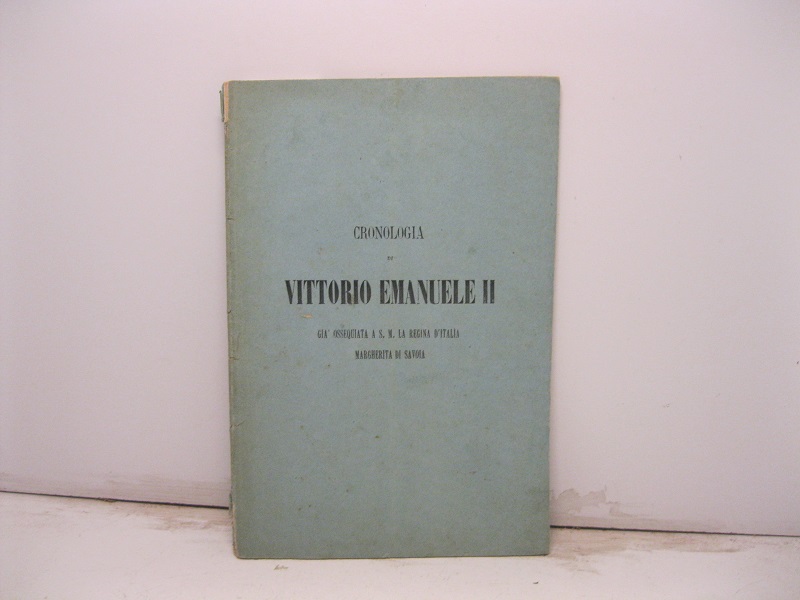 CRONOLOGIA
DI
VITTORIO EMANUELE II
GIA' OSSEQUIATA A S. M. LA REGINA D'ITALIA
MARGHERITA DI SAVOIA